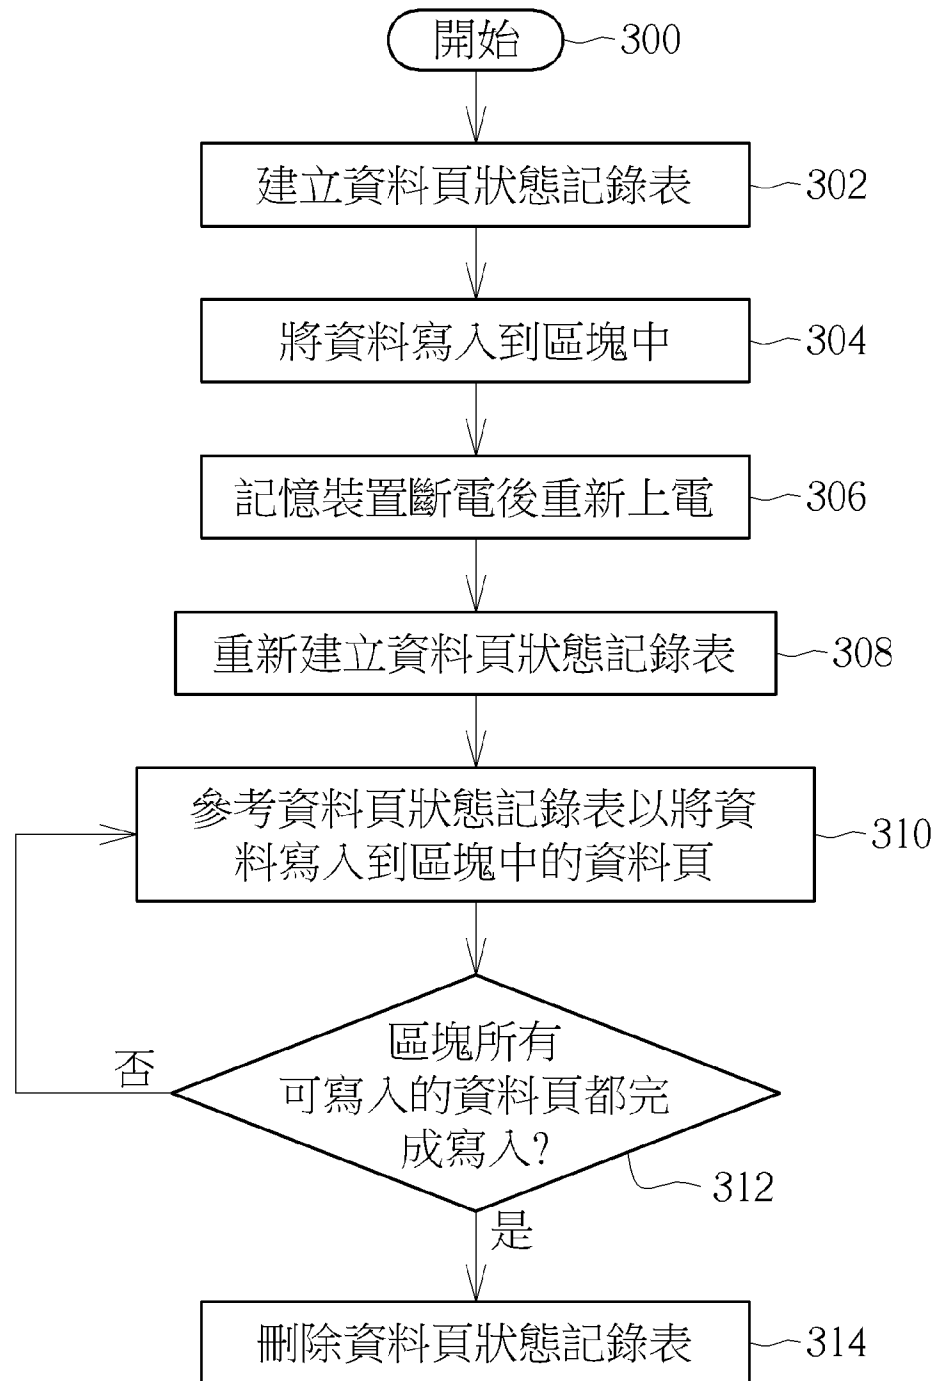 開始
300
建立資料頁狀態記錄表
302
將資料寫入到區塊中
304
記憶裝置斷電後重新上電
306
重新建立資料頁狀態記錄表
308
參考資料頁狀態記錄表以將資
料寫入到區塊中的資料頁
310
區塊所有
可寫入的資料頁都完
成寫入?
否
312
是
刪除資料頁狀態記錄表
314